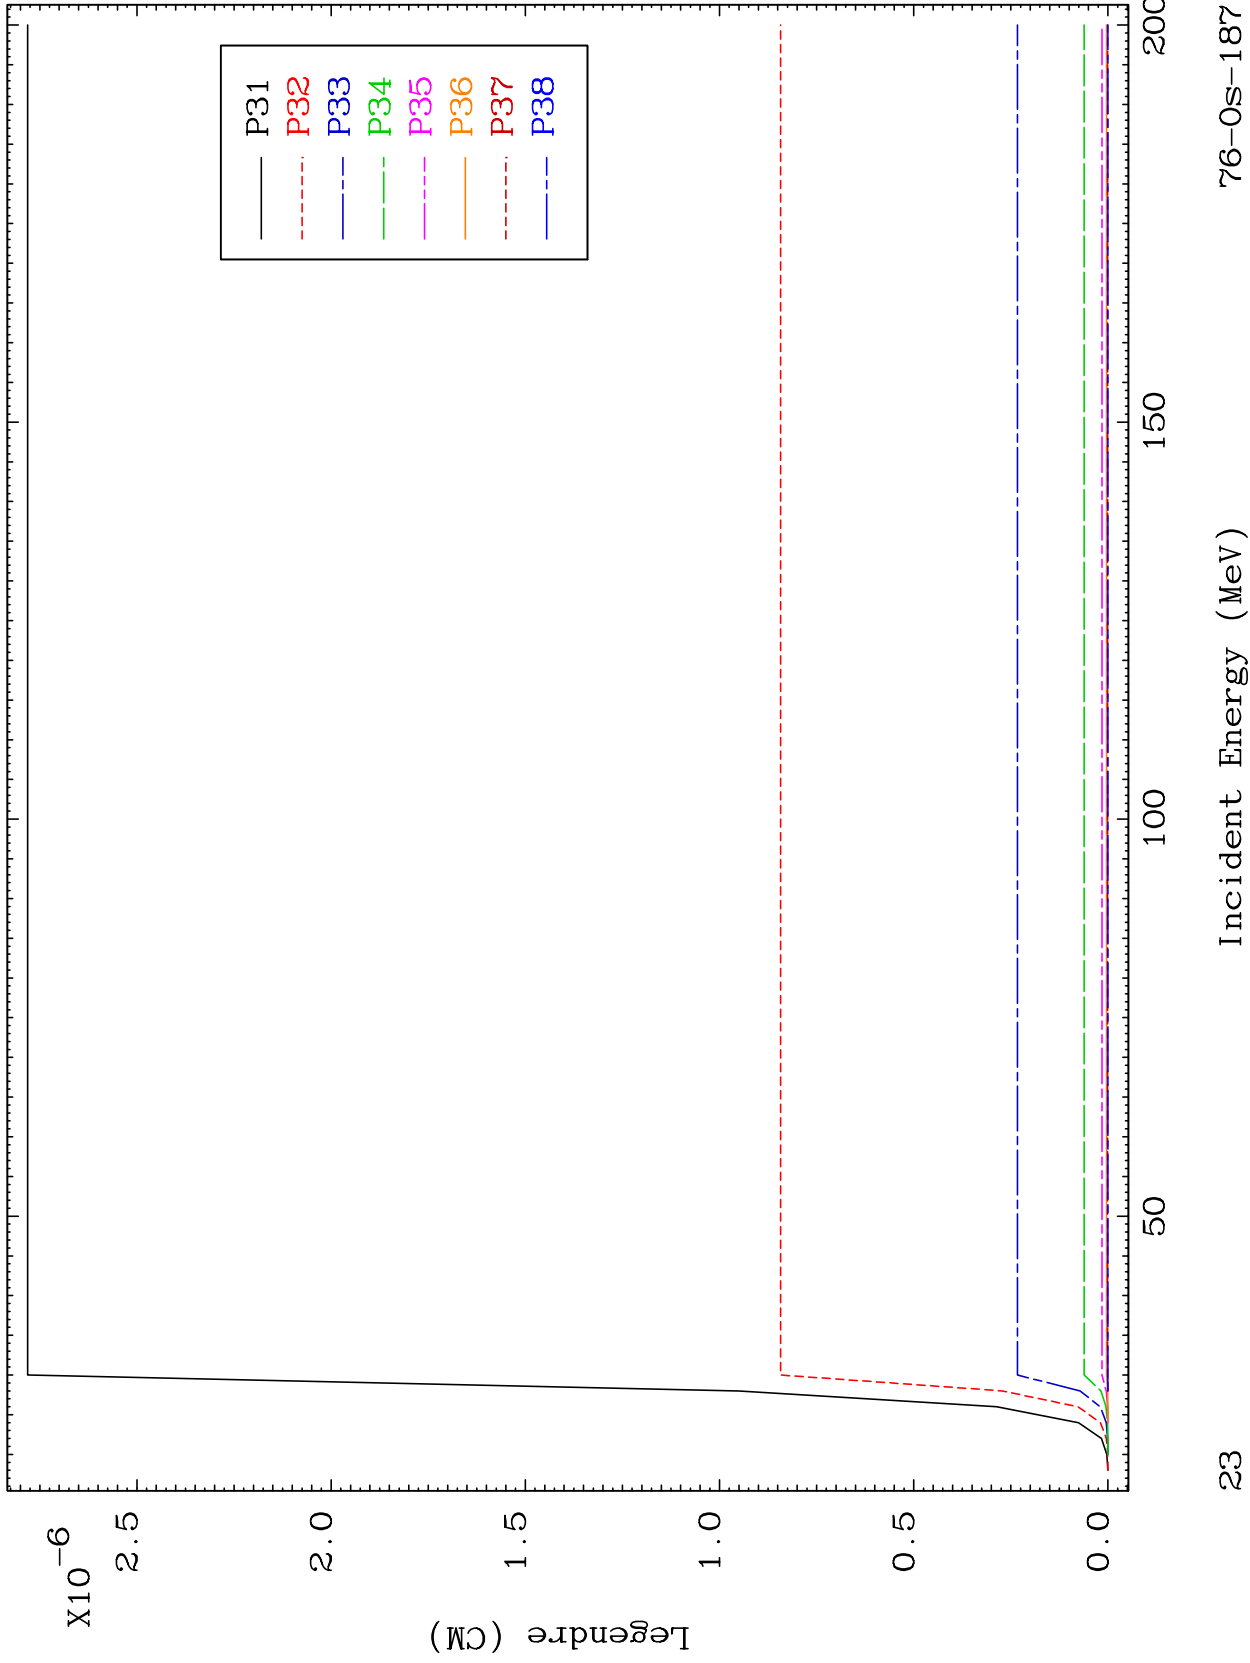 X10-6
2.5
2.0
1.5
1.0
0.5
0.0
Legendre (CM)
P31
P32
P33
P34
P35
P36
P37
P38
50
100
150
200
Incident Energy (MeV)
23
76-Os-187